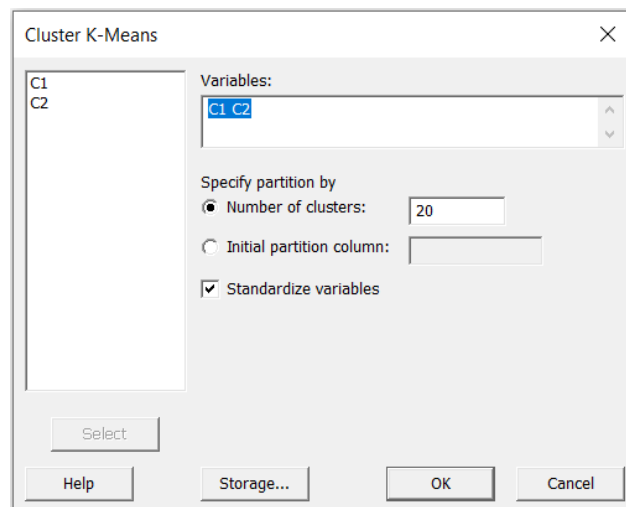 Cluster K-Means
C1
C2
Variables:
C1 C2
Specify partition by
Number of clusters:
20
Initial partition column:
Standardize variables
Select
Help
Storage...
OK
Cancel